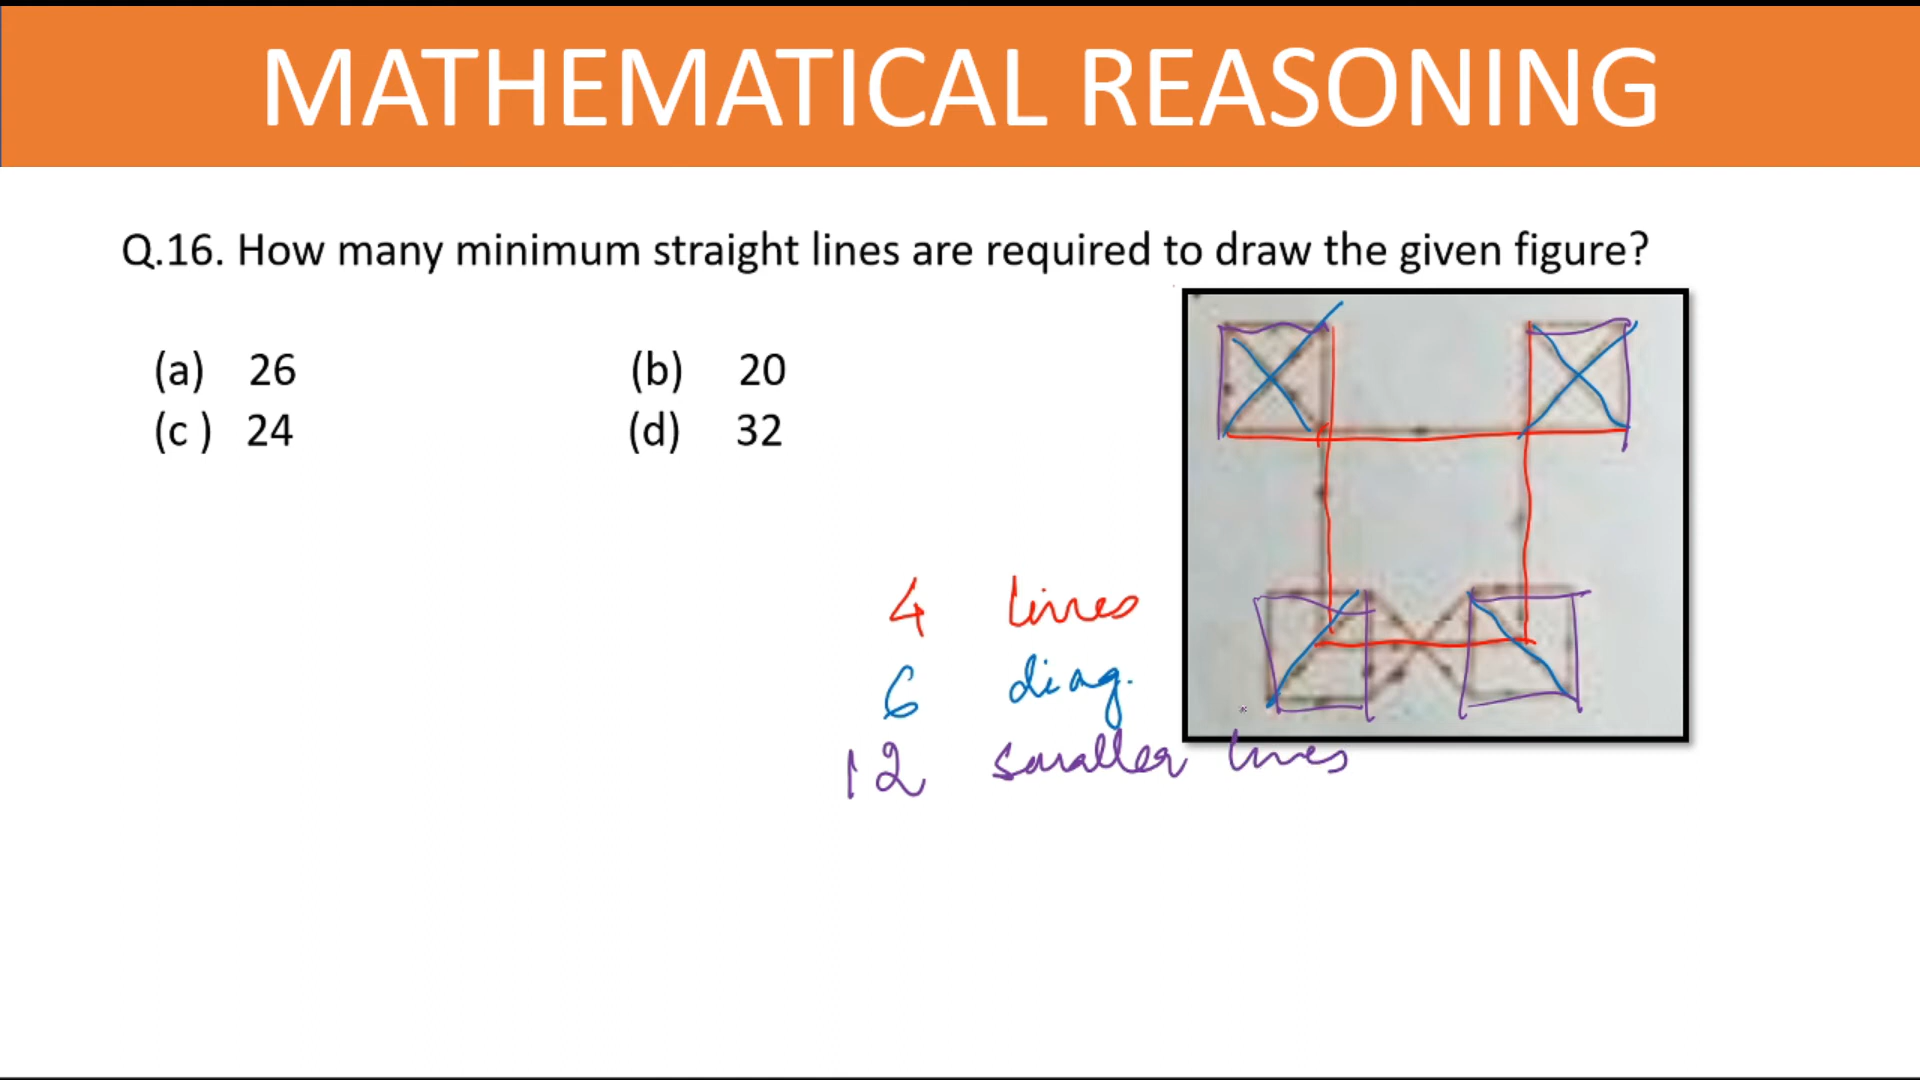 MATHEMATICAL REASONING
Q.16. How many minimum straight lines are required to draw the given figure?
(a) 26 (b) 20
(c ) 24 (d) 32
4 lines
6 diag.
12 smaller lines